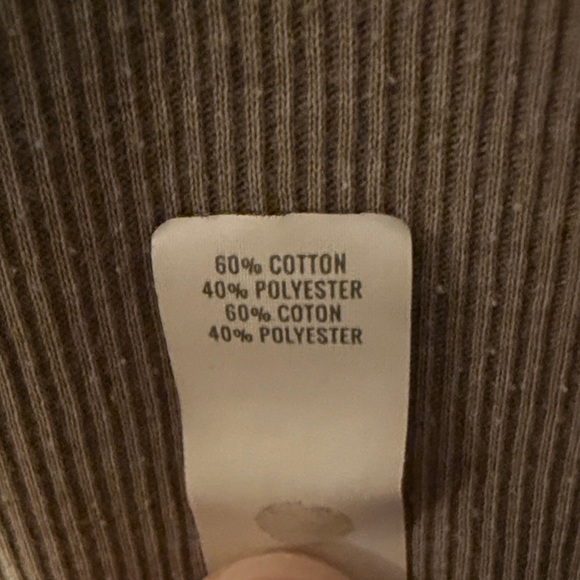 60% COTTON
40% POLYESTER
60% COTON
40% POLYESTER